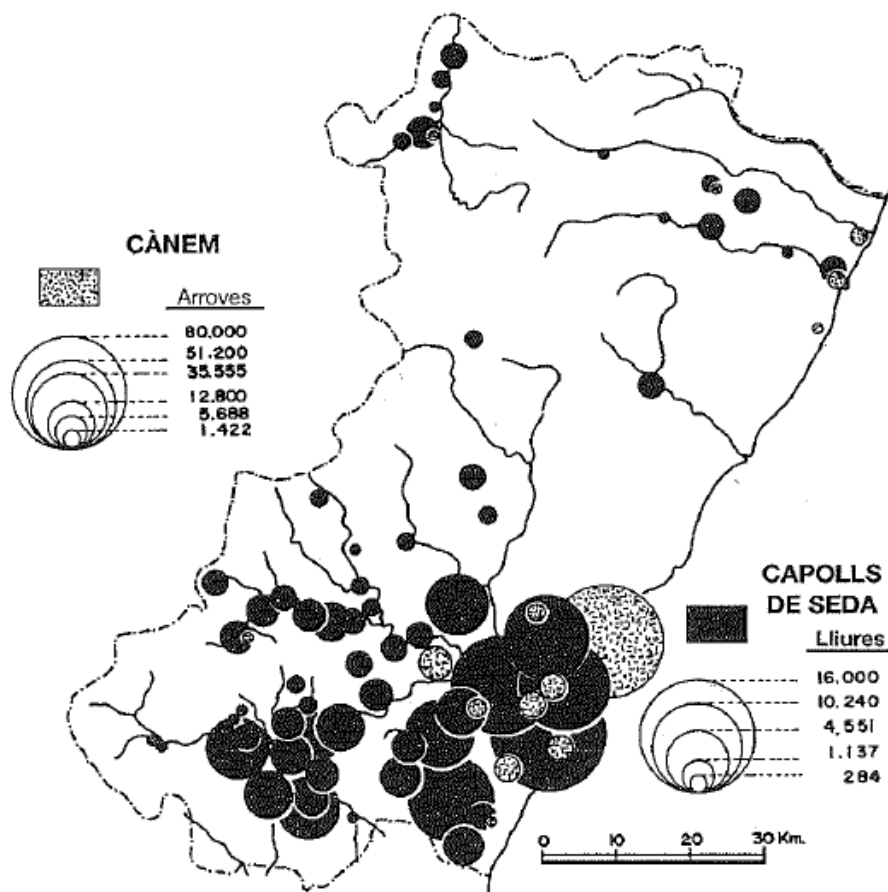 CÀNEM
Arroves
80.000
51.200
35.555
12.800
5.688
1.422
CAPOLLS
DE SEDA
Lliures
16.000
10.240
4.551
1.137
284
0 10 20 30 Km.